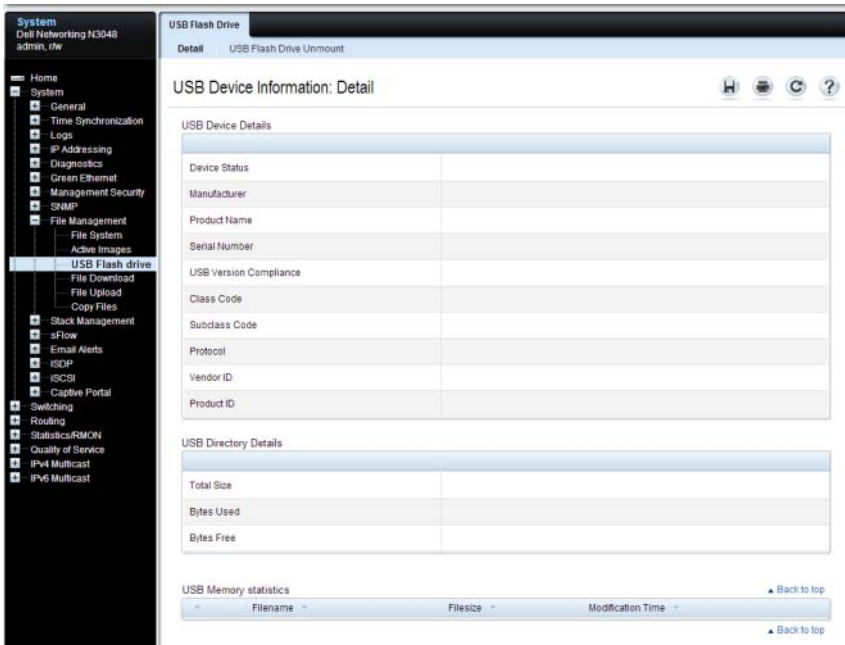 System
Dell Networking N3048
admin, r/w
Home
System
General
Time Synchronization
Logs
IP Addressing
Diagnostics
Green Ethernet
Management Security
SNMP
File Management
File System
Active Images
USB Flash drive
File Download
File Upload
Copy Files
Stack Management
sFlow
Email Alerts
ISDP
iSCSI
Captive Portal
Switching
Routing
Statistics/RMON
Quality of Service
IPv4 Multicast
IPv6 Multicast
USB Flash Drive
Detail USB Flash Drive Unmount
USB Device Information: Detail
USB Device Details
Device Status
Manufacturer
Product Name
Serial Number
USB Version Compliance
Class Code
Subclass Code
Protocol
Vendor ID
Product ID
USB Directory Details
Total Size
Bytes Used
Bytes Free
USB Memory statistics ▲ Back to top
Filename Filesize Modification Time
▲ Back to top